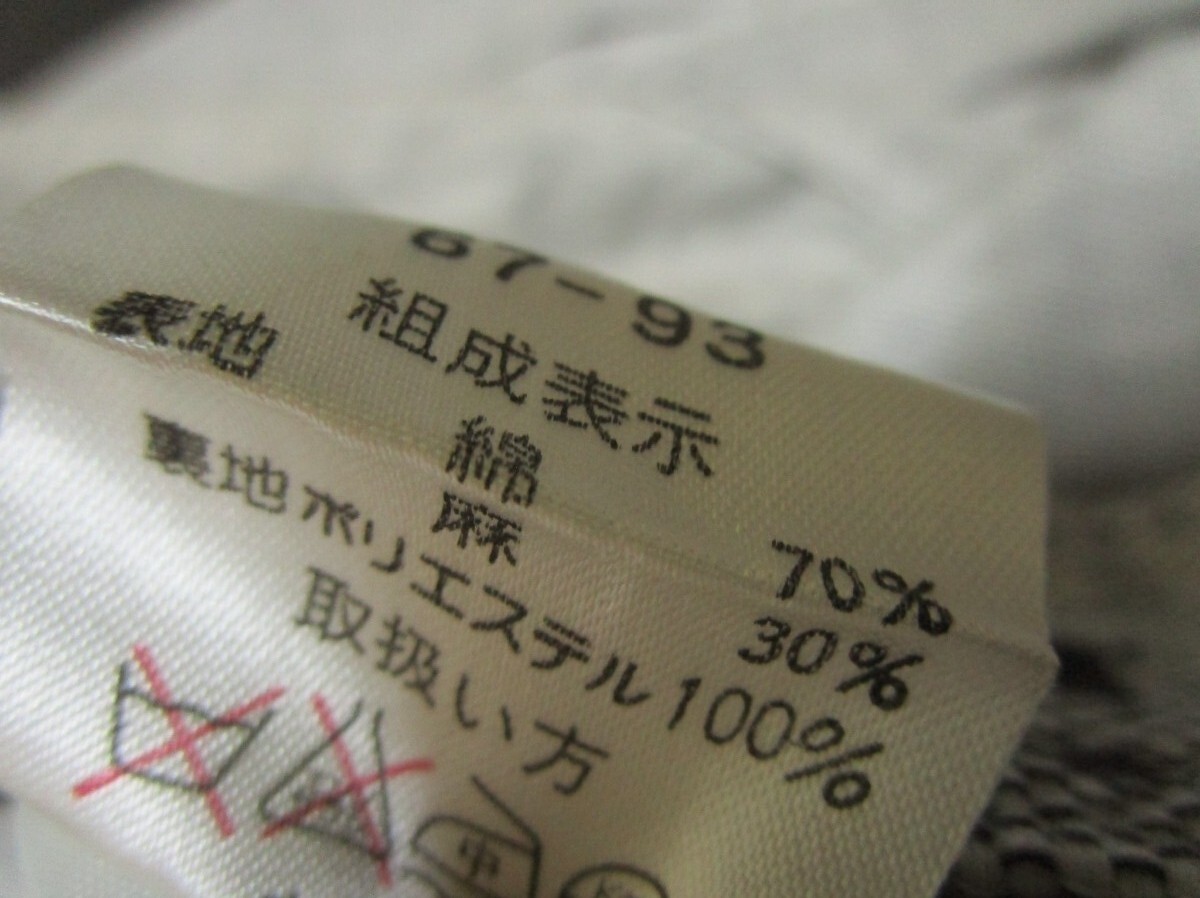 67-93
組成表示
表地 綿 70%
麻 30%
裏地ポリエステル100%
取扱い方
中